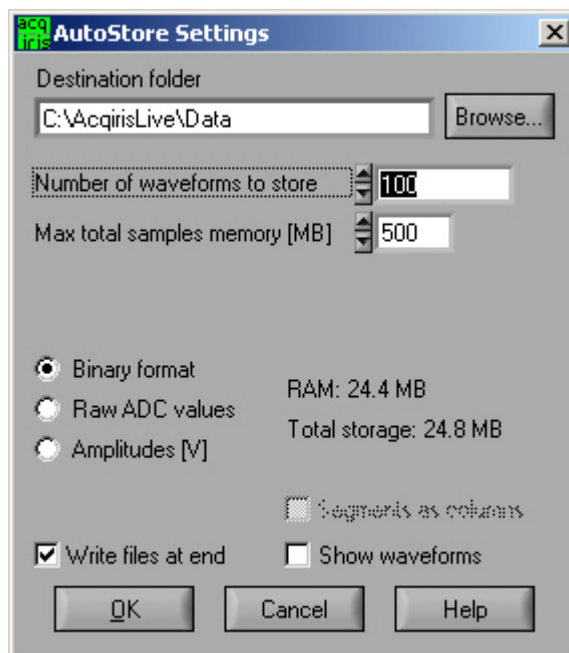 acq
iris
AutoStore Settings
Destination folder
C:\AcqirisLive\Data
Browse...
Number of waveforms to store
100
Max total samples memory [MB]
500
Binary format
Raw ADC values
Amplitudes [V]
RAM: 24.4 MB
Total storage: 24.8 MB
Segments as columns
Write files at end
Show waveforms
OK
Cancel
Help